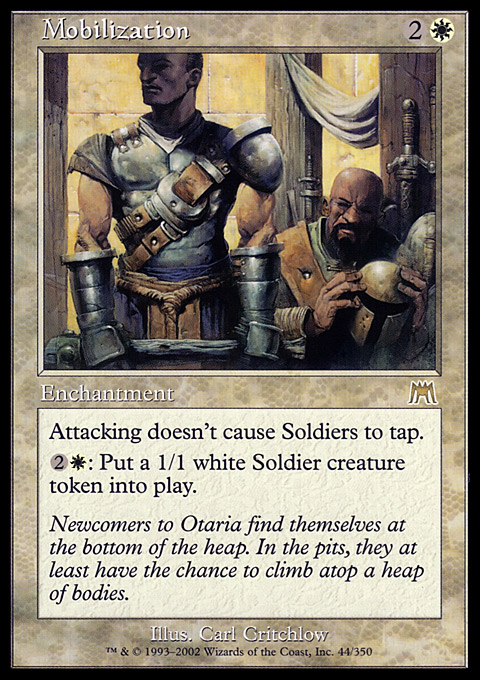 Mobilization 2
Enchantment
Attacking doesn't cause Soldiers to tap.
2: Put a 1/1 white Soldier creature
token into play.
Newcomers to Otaria find themselves at
the bottom of the heap. In the pits, they at
least have the chance to climb atop a heap
of bodies.
Illus. Carl Critchlow
™ & © 1993–2002 Wizards of the Coast, Inc. 44/350